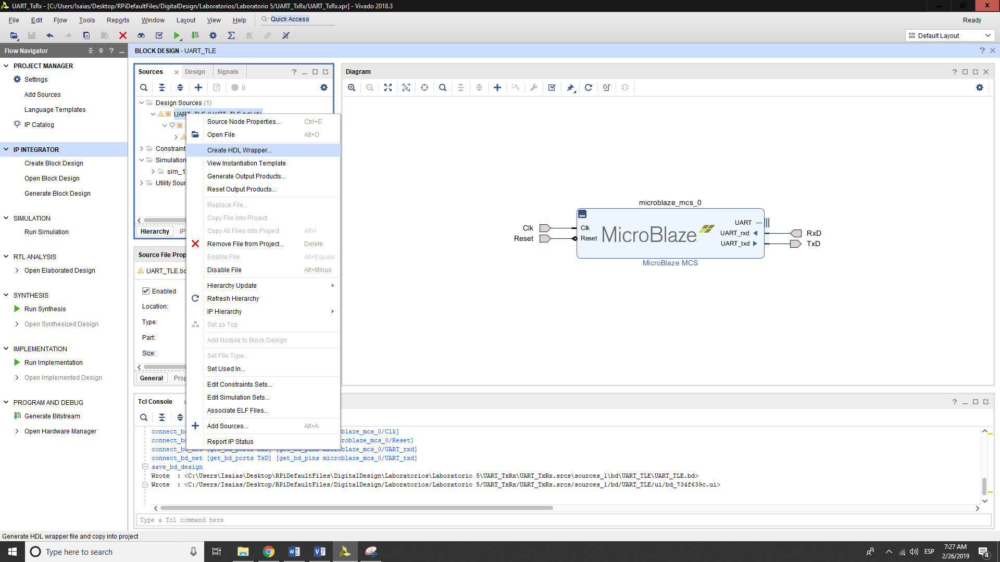 UART_TxRx - [C:/Users/Isaias/Desktop/RPiDefaultFiles/DigitalDesign/Laboratorios/Laboratorio 5/UART_TxRx/UART_TxRx.xpr] - Vivado 2018.3
File Edit Flow Tools Reports Window Layout View Help Quick Access Ready
Default Layout
Flow Navigator
PROJECT MANAGER
Settings
Add Sources
Language Templates
IP Catalog
IP INTEGRATOR
Create Block Design
Open Block Design
Generate Block Design
SIMULATION
Run Simulation
RTL ANALYSIS
Open Elaborated Design
SYNTHESIS
Run Synthesis
Open Synthesized Design
IMPLEMENTATION
Run Implementation
Open Implemented Design
PROGRAM AND DEBUG
Generate Bitstream
Open Hardware Manager
BLOCK DESIGN - UART_TLE
Sources Design Signals
0
Design Sources (1)
UART_TLE (UART_TLE.bd) (1)
Constraint
Simulation
sim_1
Utility Sour
Hierarchy IP
Source File Prop
UART_TLE.bd
Enabled
Location:
Type:
Part:
Size:
General Prop
Source Node Properties... Ctrl+E
Open File Alt+O
Create HDL Wrapper...
View Instantiation Template
Generate Output Products...
Reset Output Products...
Replace File...
Copy File Into Project
Copy All Files Into Project Alt+I
Remove File from Project... Delete
Enable File Alt+Equals
Disable File Alt+Minus
Hierarchy Update
Refresh Hierarchy
IP Hierarchy
Set as Top
Add Module to Block Design
Set File Type...
Set Used In...
Edit Constraints Sets...
Edit Simulation Sets...
Associate ELF Files...
Add Sources... Alt+A
Report IP Status
Diagram
microblaze_mcs_0
Clk Clk
Reset Reset
MicroBlaze
UART
UART_rxd RxD
UART_txd TxD
MicroBlaze MCS
Tcl Console
connect_bd blaze_mcs_0/Clk]
connect_bd roblaze_mcs_0/Reset]
connect_bd_net [get_bd_ports RxD] [get_bd_pins microblaze_mcs_0/UART_rxd]
connect_bd_net [get_bd_ports TxD] [get_bd_pins microblaze_mcs_0/UART_txd]
save_bd_design
Wrote : <C:\Users\Isaias\Desktop\RPiDefaultFiles\DigitalDesign\Laboratorios\Laboratorio 5\UART_TxRx\UART_TxRx.srcs\sources_1\bd\UART_TLE\UART_TLE.bd>
Wrote : <C:/Users/Isaias/Desktop/RPiDefaultFiles/DigitalDesign/Laboratorios/Laboratorio 5/UART_TxRx/UART_TxRx.srcs/sources_1/bd/UART_TLE/ui/bd_734f639c.ui>
Type a Tcl command here
Generate HDL wrapper file and copy into project
Type here to search
ESP
7:27 AM
2/26/2019
4